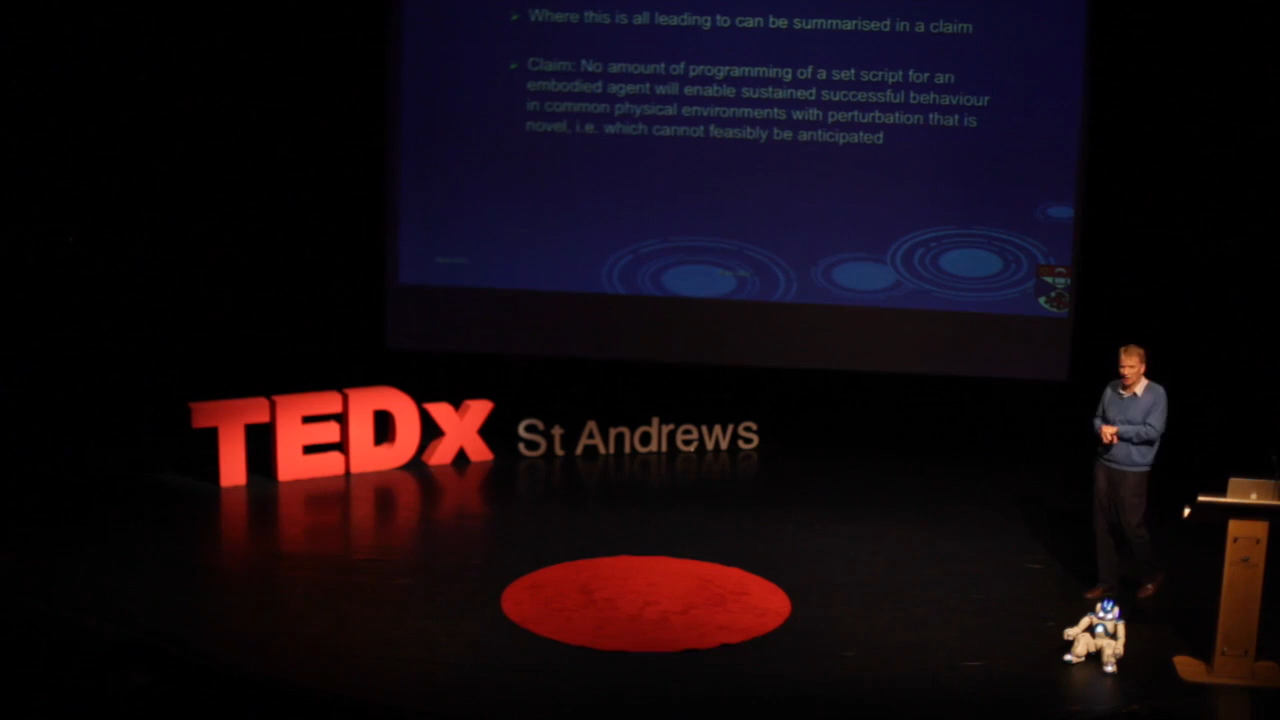 Where this is all leading to can be summarised in a claim
Claim: No amount of programming of a set script for an
embodied agent will enable sustained successful behaviour
in common physical environments with perturbation that is
novel, i.e. which cannot feasibly be anticipated
TEDx St Andrews